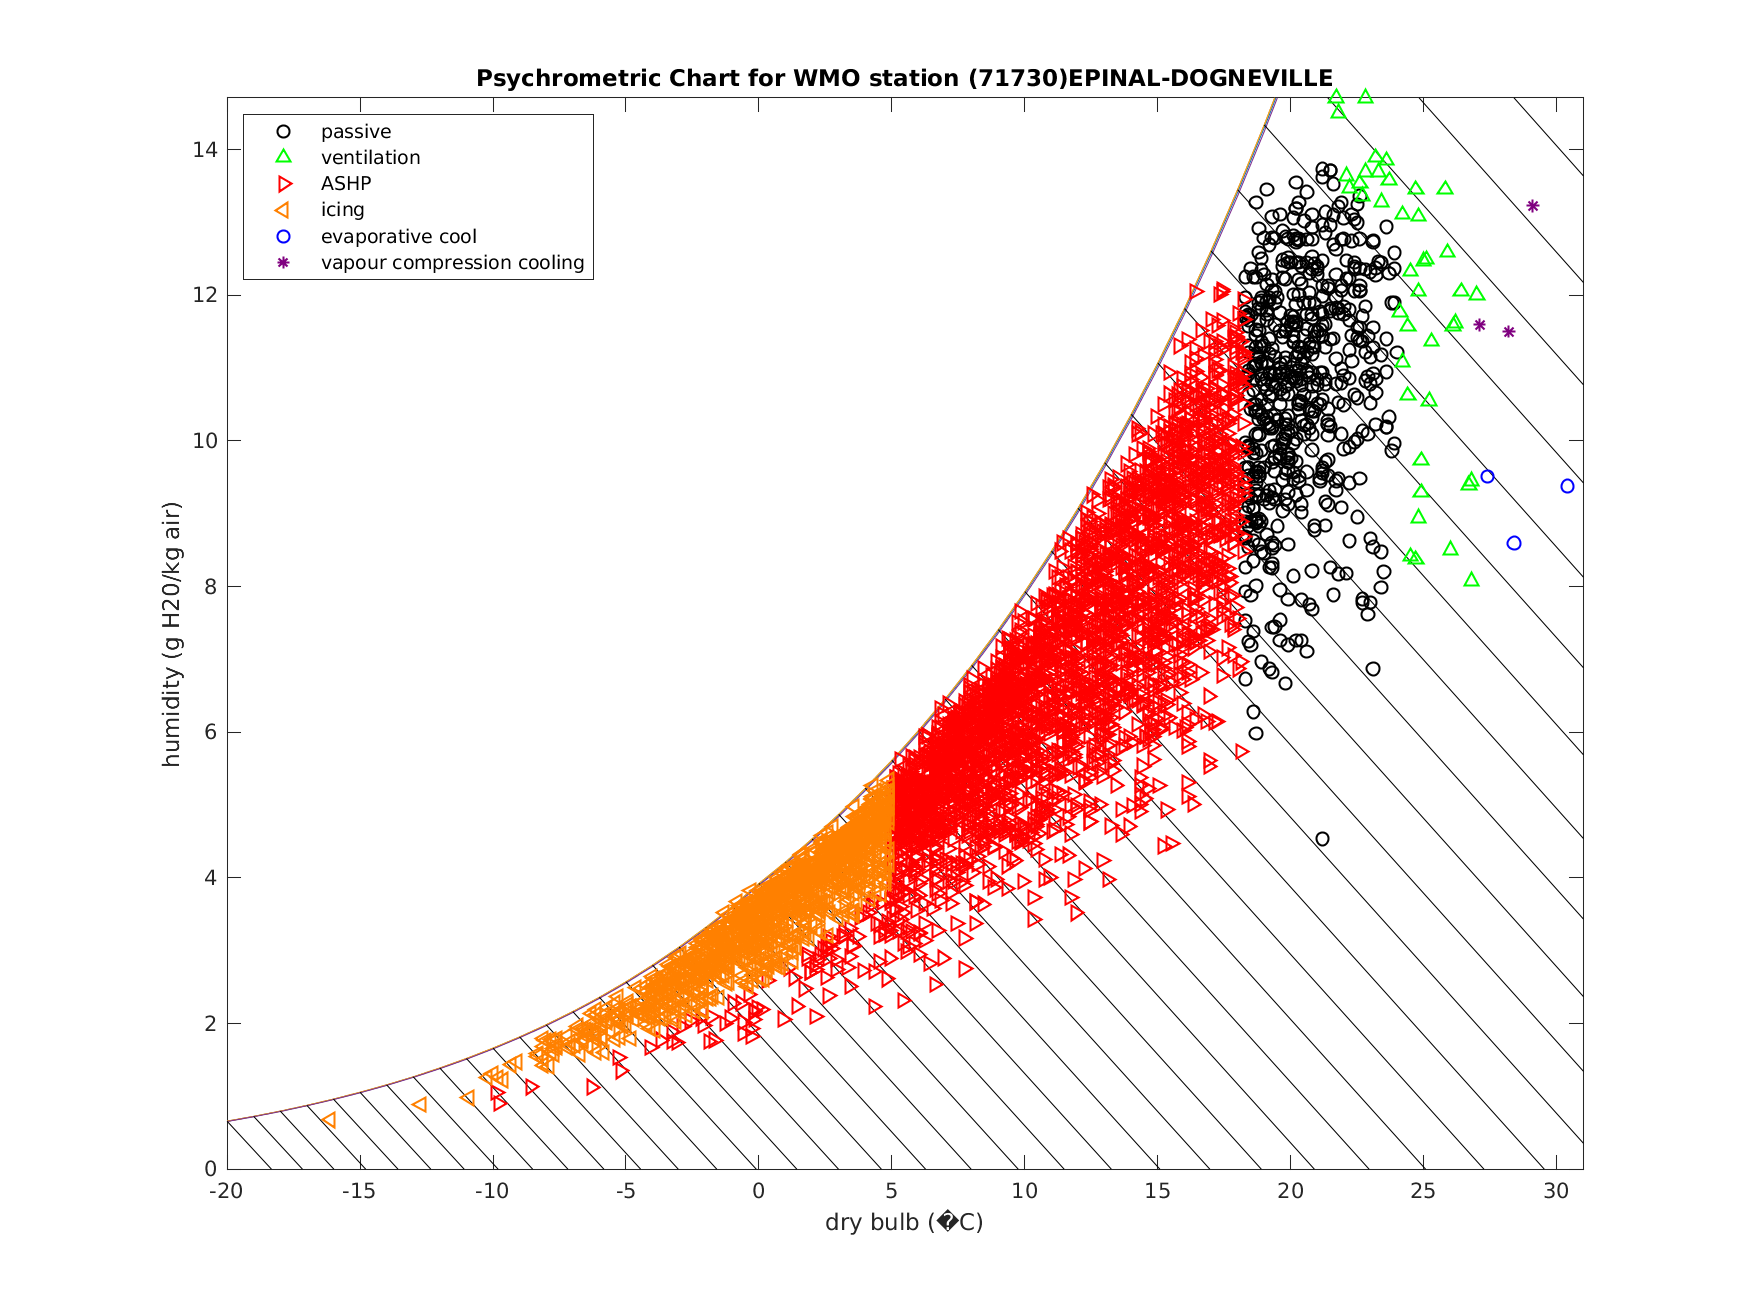 Psychrometric Chart for WMO station (71730)EPINAL-DOGNEVILLE
passive
ventilation
ASHP
icing
evaporative cool
vapour compression cooling
14
12
10
8
6
4
2
0
humidity (g H20/kg air)
-20 -15 -10 -5 0 5 10 15 20 25 30
dry bulb (�C)